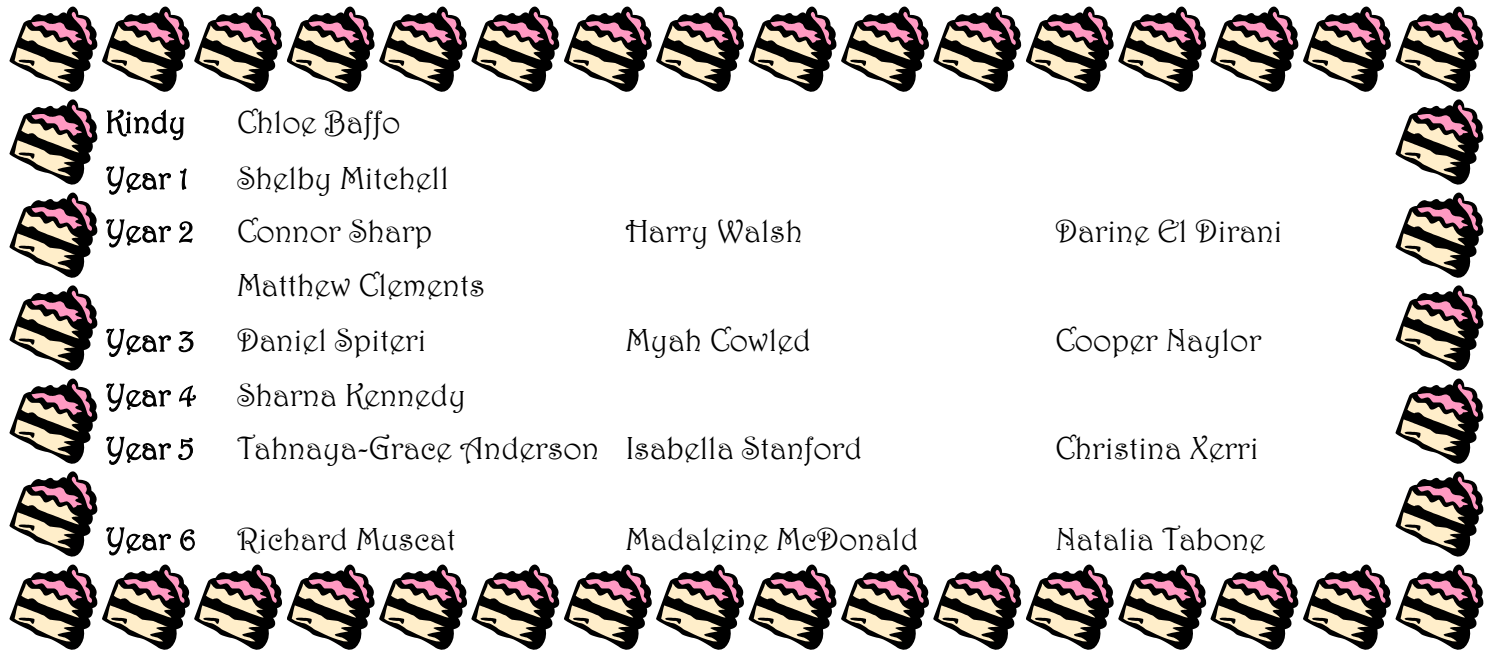 Kindy Chloe Baffo
Year 1 Shelby Mitchell
Year 2 Connor Sharp Harry Walsh Darine El Dirani
Matthew Clements
Year 3 Daniel Spiteri Myah Cowled Cooper Naylor
Year 4 Sharna Kennedy
Year 5 Tahnaya-Grace Anderson Isabella Stanford Christina Xerri
Year 6 Richard Muscat Madaleine McDonald Natalia Tabone